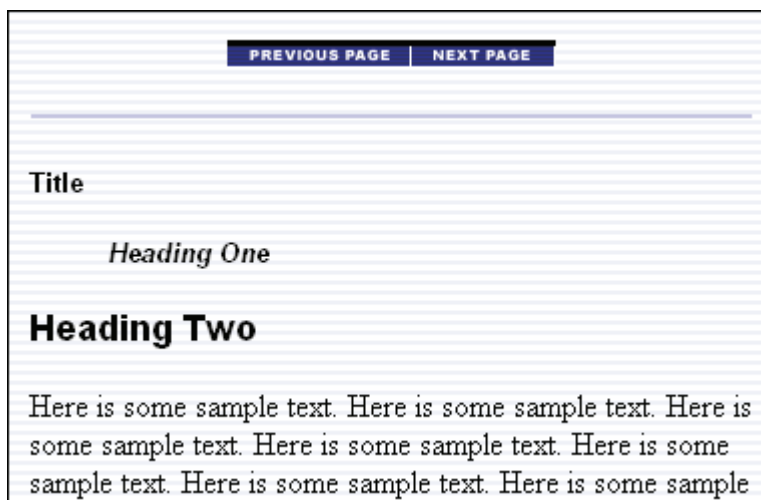 PREVIOUS PAGE NEXT PAGE
Title
Heading One
Heading Two
Here is some sample text. Here is some sample text. Here is
some sample text. Here is some sample text. Here is some
sample text. Here is some sample text. Here is some sample